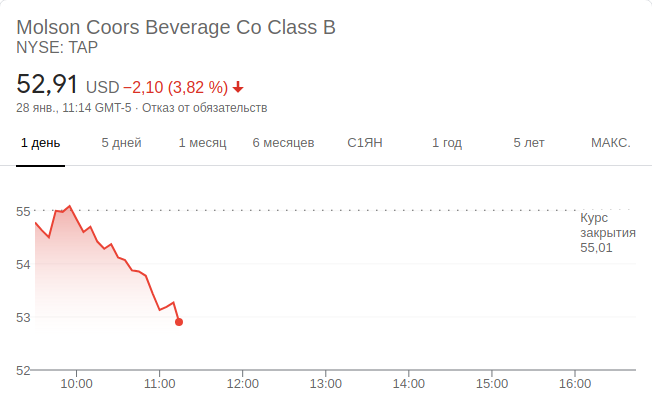 Molson Coors Beverage Co Class B
NYSE: TAP
52,91 USD −2,10 (3,82 %)
28 янв., 11:14 GMT-5 · Отказ от обязательств
1 день 5 дней 1 месяц 6 месяцев С1ЯН 1 год 5 лет МАКС.
55
Курс
закрытия
55,01
54
53
52
10:00 11:00 12:00 13:00 14:00 15:00 16:00